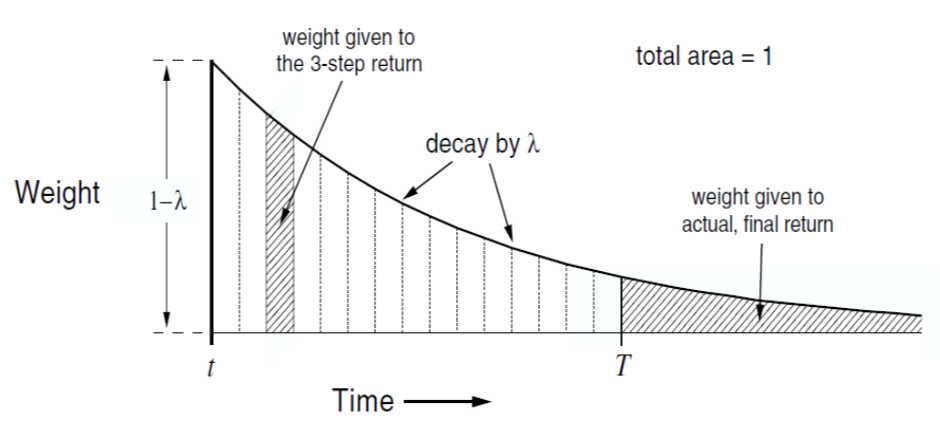 weight given to
the 3-step return
total area = 1
decay by λ
Weight
1–λ
weight given to
actual, final return
t
T
Time